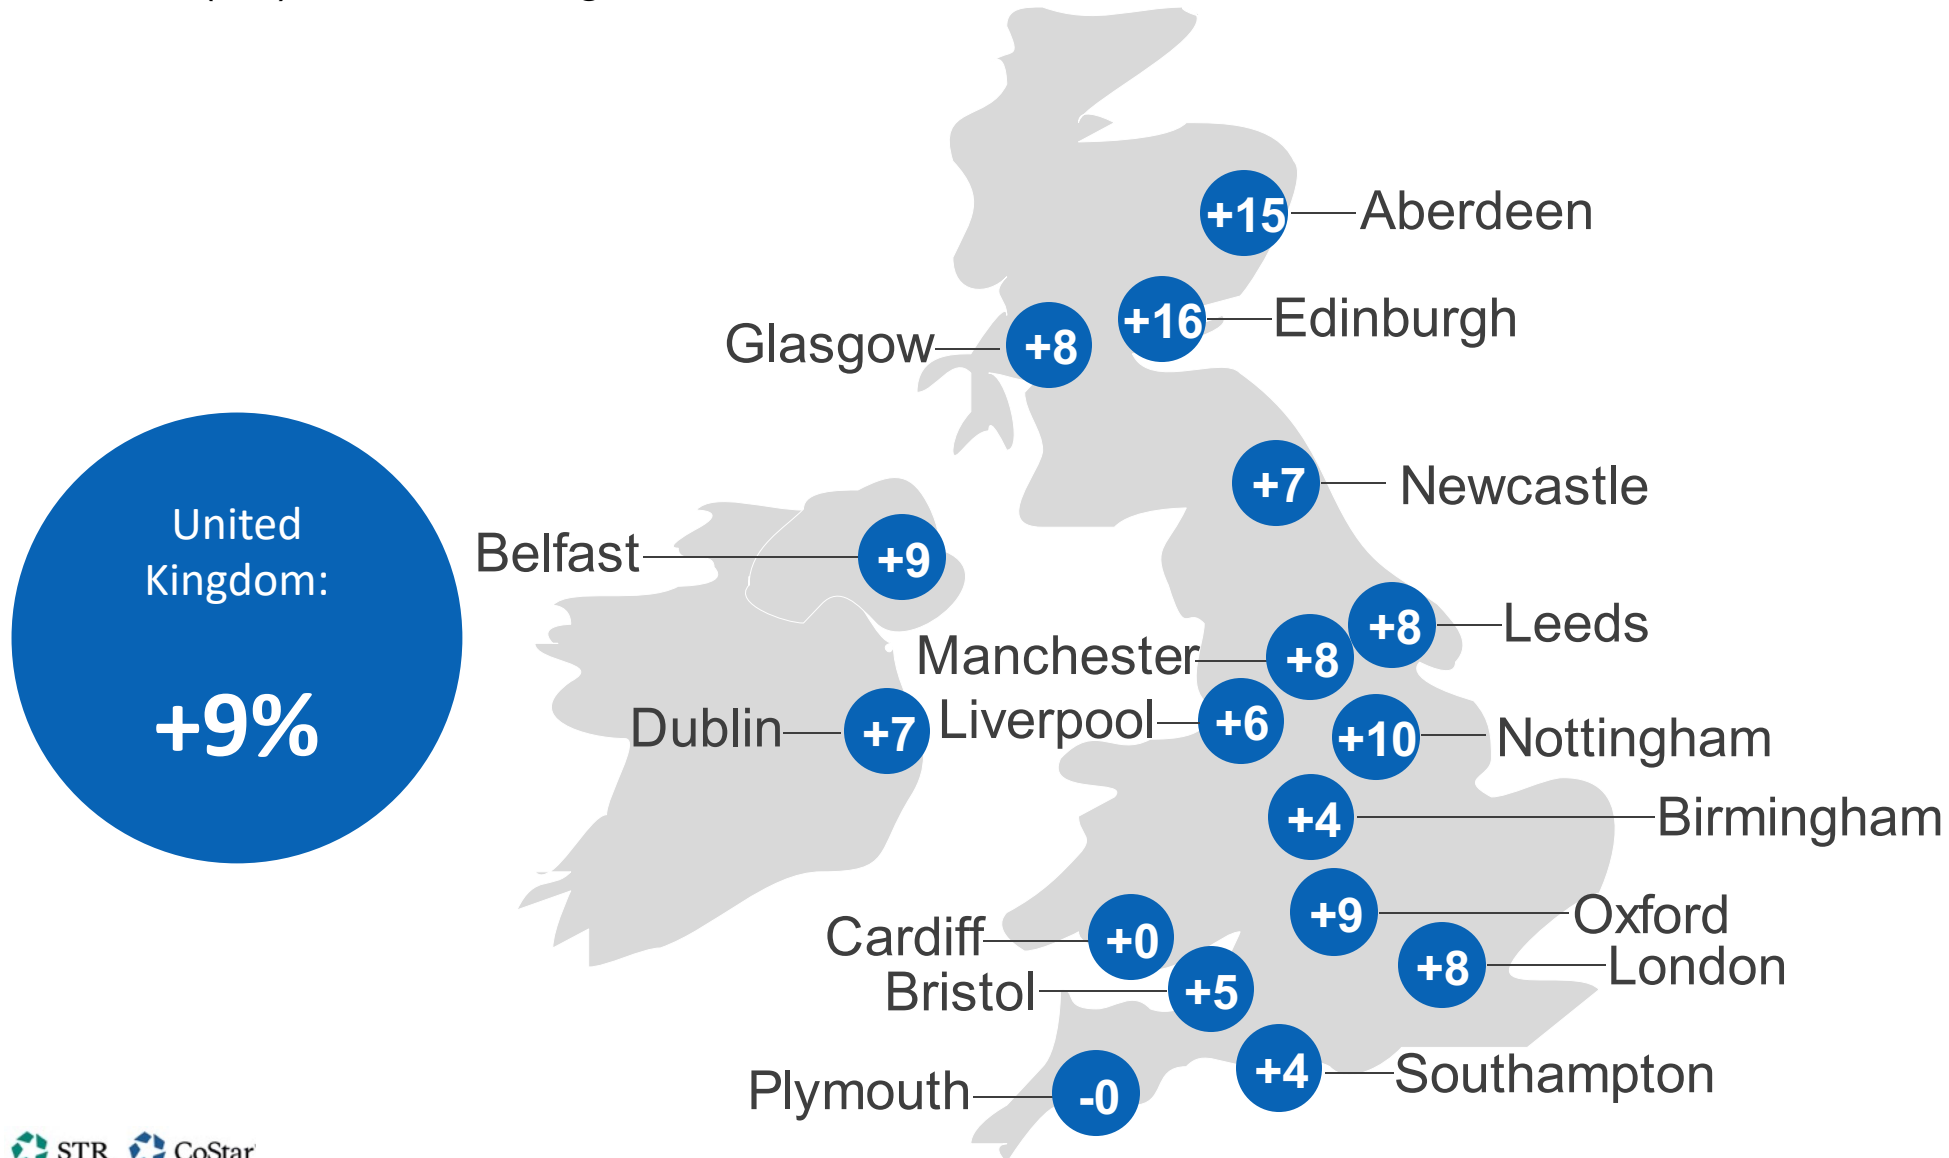 +15 Aberdeen
+16 Edinburgh
Glasgow +8
+7 Newcastle
United
Kingdom:
+9%
Belfast +9
+8 Leeds
Manchester +8
Dublin +7
Liverpool +6
+10 Nottingham
+4 Birmingham
+9 Oxford
Cardiff +0
+8 London
Bristol +5
+4 Southampton
Plymouth -0
STR CoStar